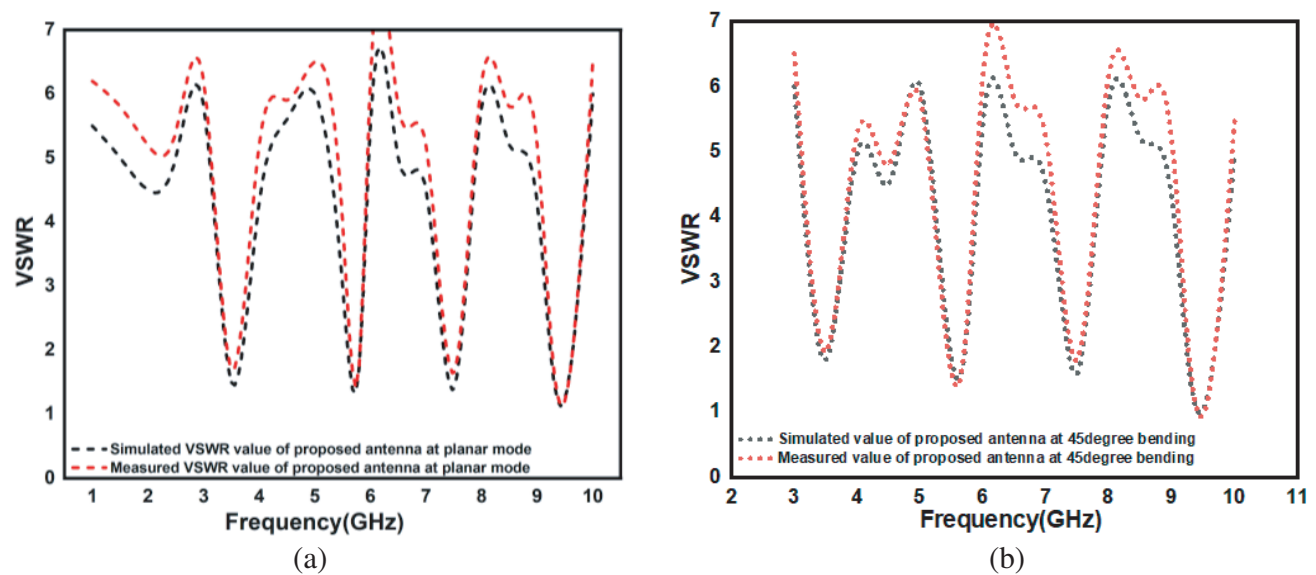 7
6
5
4
3
2
1
0
VSWR
Simulated VSWR value of proposed antenna at planar mode
Measured VSWR value of proposed antenna at planar mode
1 2 3 4 5 6 7 8 9 10
Frequency(GHz)
(a)
7
6
5
4
3
2
1
0
VSWR
Simulated value of proposed antenna at 45degree bending
Measured value of proposed antenna at 45degree bending
2 3 4 5 6 7 8 9 10 11
Frequency(GHz)
(b)